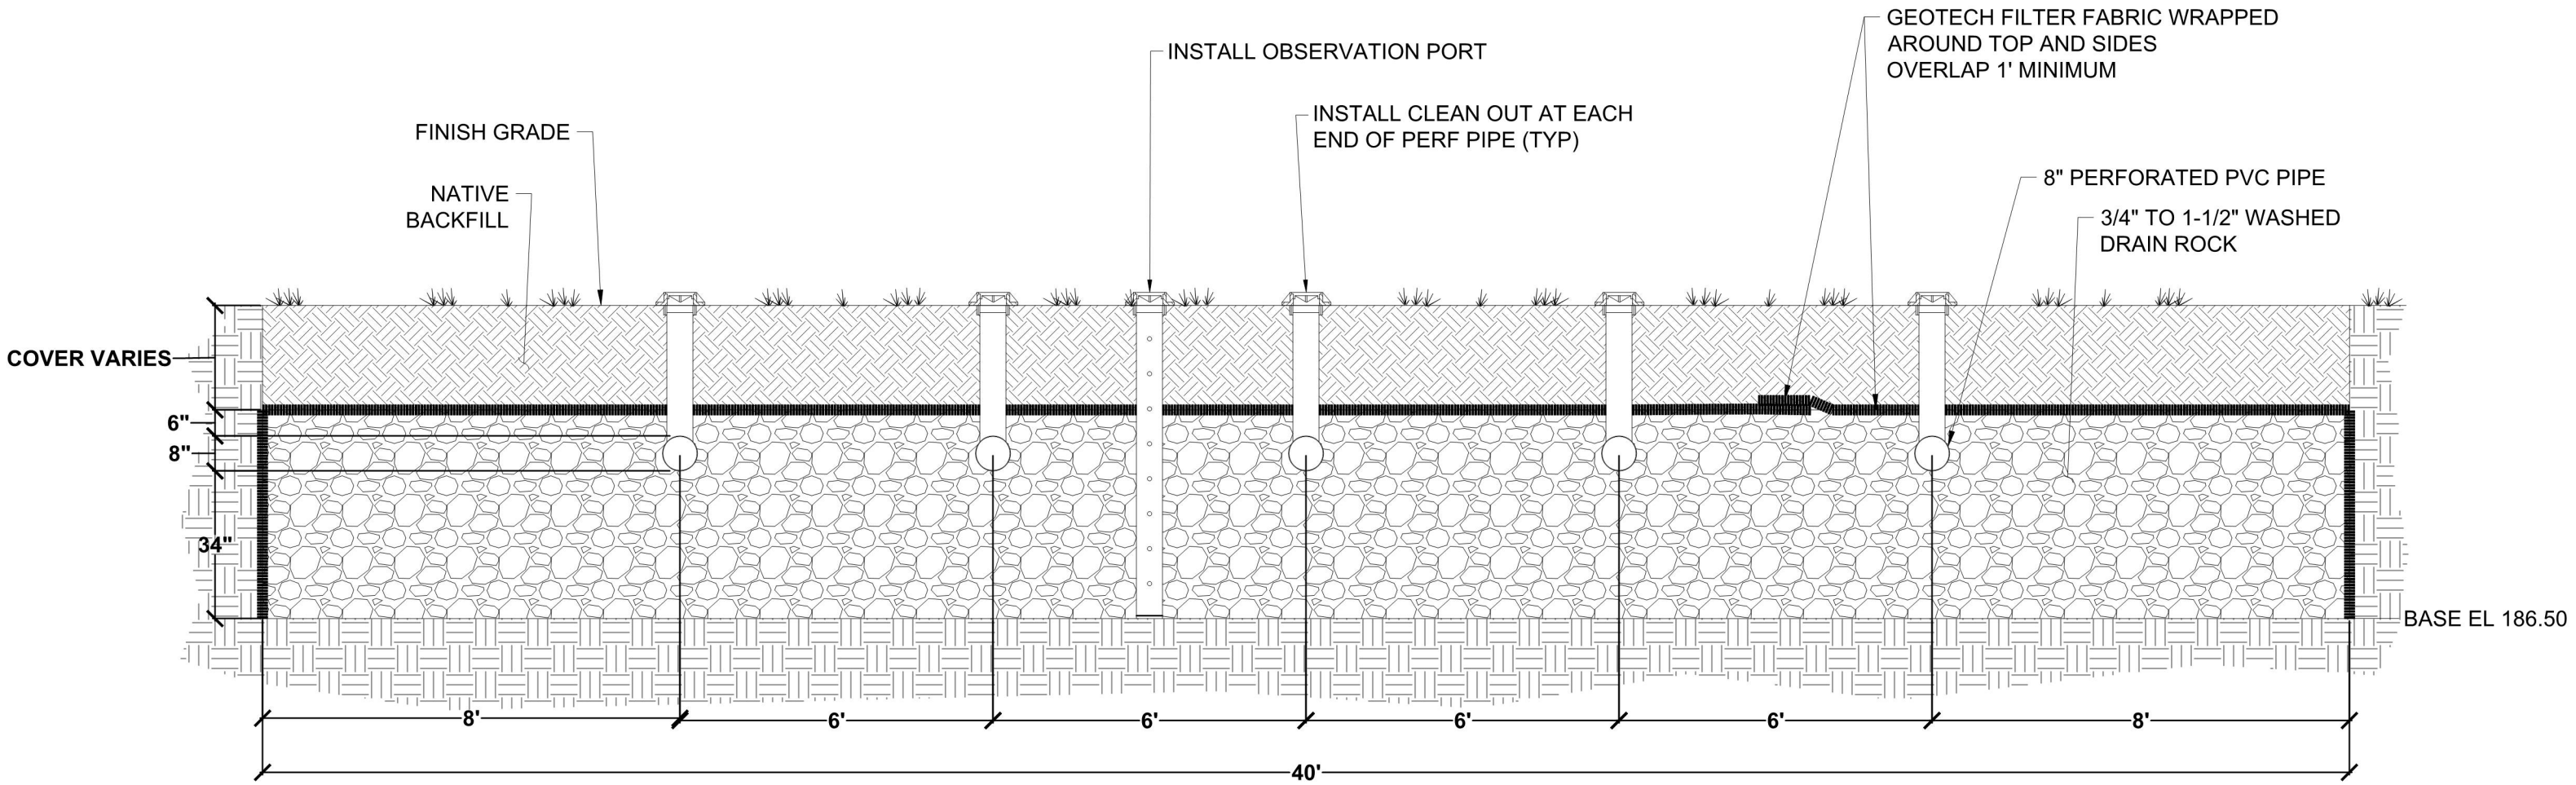 GEOTECH FILTER FABRIC WRAPPED
AROUND TOP AND SIDES
OVERLAP 1' MINIMUM
INSTALL OBSERVATION PORT
INSTALL CLEAN OUT AT EACH
END OF PERF PIPE (TYP)
FINISH GRADE
NATIVE
BACKFILL
8" PERFORATED PVC PIPE
3/4" TO 1-1/2" WASHED
DRAIN ROCK
COVER VARIES
6"
8"
34"
BASE EL 186.50
8'
6'
6'
6'
6'
8'
40'